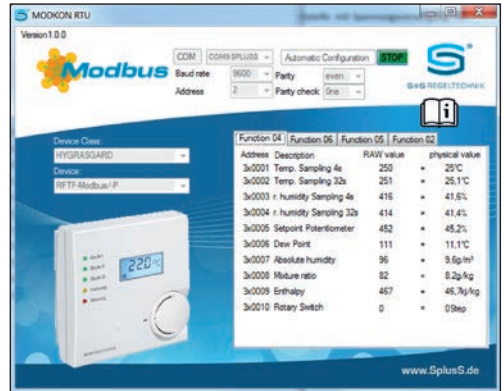 MODKON RTU
Version1.0.0
Modbus
COM COM9 SPLUSS Automatic Configuration STOP
Baud rate 9600 Parity even
Address 2 Party check One
S+S REGELTECHNIK
Device Class:
HYGRASGARD
Device:
RFTF-Modbus/-P
22.0 °C
Function 04 Function 06 Function 05 Function 02
Address Description RAW value physical value
3x0001 Temp. Sampling 4s 250 = 25°C
3x0002 Temp. Sampling 32s 251 = 25,1°C
3x0003 r. humidity Sampling 4s 416 = 41,6%
3x0004 r. humidity Sampling 32s 414 = 41,4%
3x0005 Setpoint Potentiometer 452 = 45,2%
3x0006 Dew Point 111 = 11,1°C
3x0007 Absolute humidity 96 = 9,6g/m³
3x0008 Mixture ratio 82 = 8,2g/kg
3x0009 Enthalpy 467 = 46,7kj/kg
3x0010 Rotary Switch 0 = 0Step
www.SplusS.de